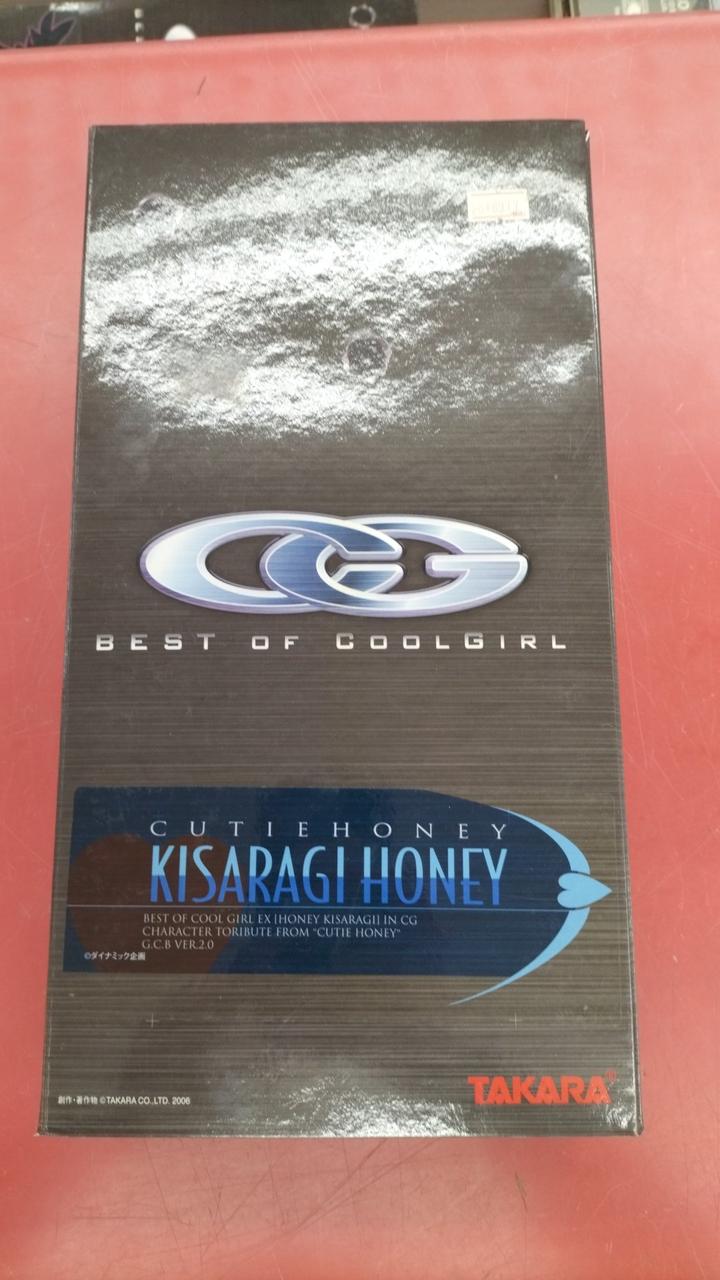 CG
BEST OF COOLGIRL
CUTIEHONEY
KISARAGI HONEY
BEST OF COOL GIRL EX [HONEY KISARAGI] IN CG
CHARACTER TORIBUTE FROM "CUTIE HONEY"
G.C.B VER.2.0
©ダイナミック企画
創作・著作物 ©TAKARA CO.,LTD. 2006
TAKARA